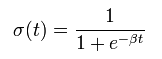 σ(t) = 1 / (1 + e^{-βt})